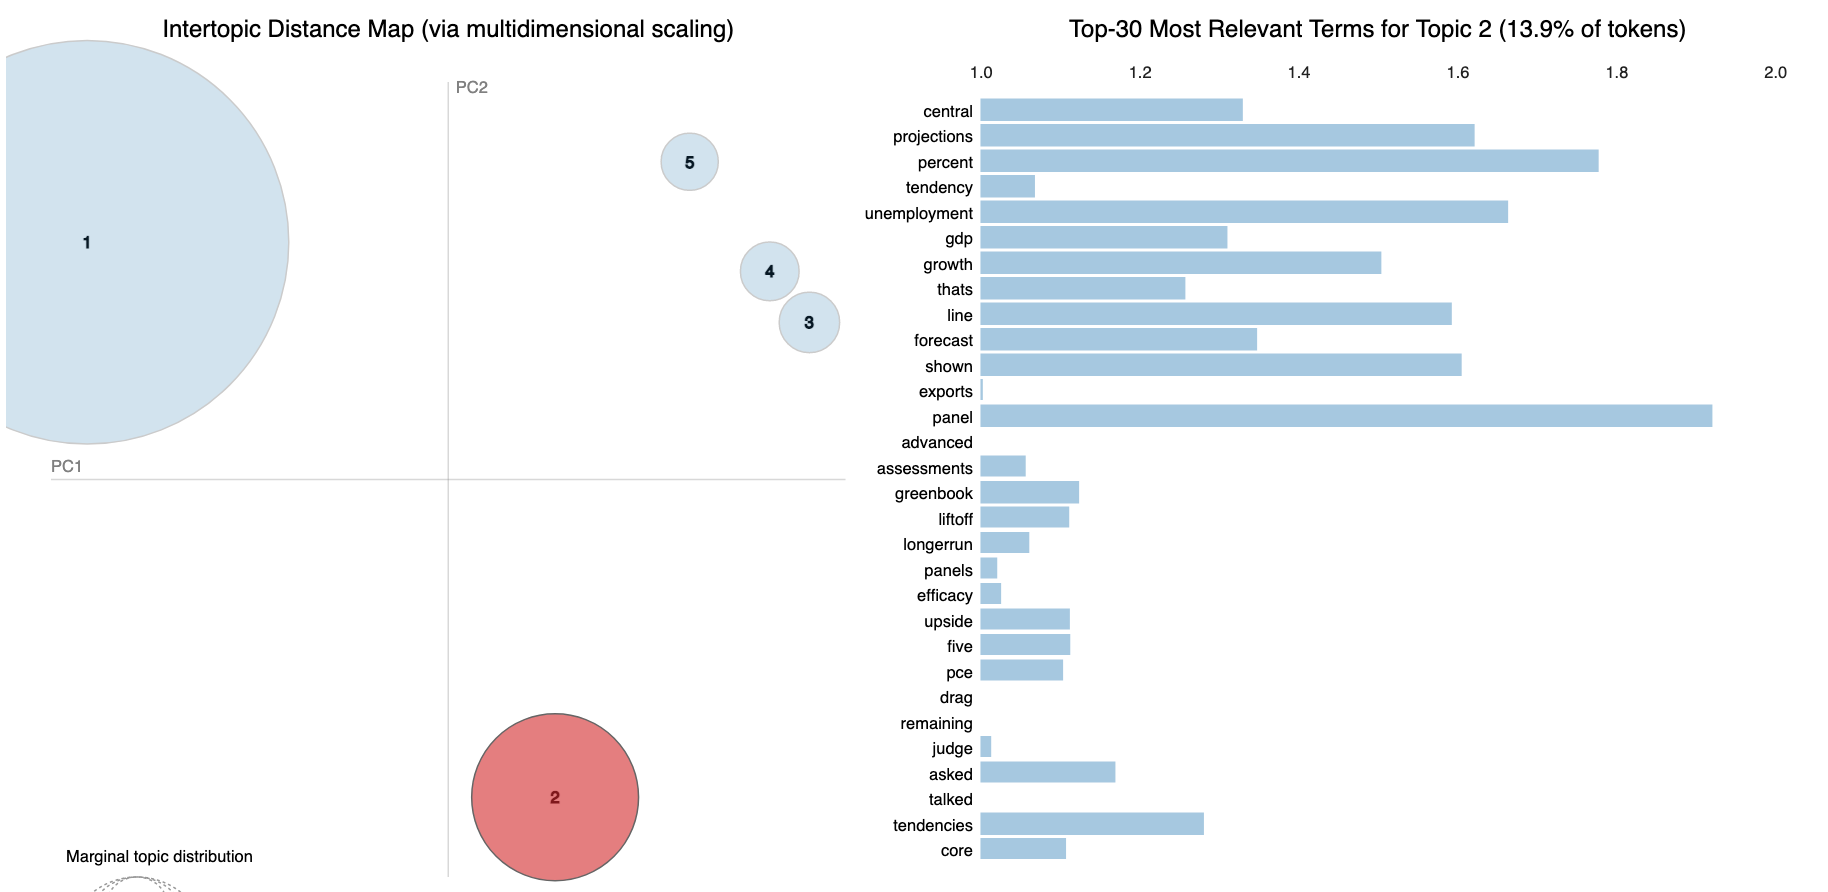 Intertopic Distance Map (via multidimensional scaling)
PC2
5
1
4
3
PC1
2
Marginal topic distribution
Top-30 Most Relevant Terms for Topic 2 (13.9% of tokens)
1.0 1.2 1.4 1.6 1.8 2.0
central
projections
percent
tendency
unemployment
gdp
growth
thats
line
forecast
shown
exports
panel
advanced
assessments
greenbook
liftoff
longerrun
panels
efficacy
upside
five
pce
drag
remaining
judge
asked
talked
tendencies
core